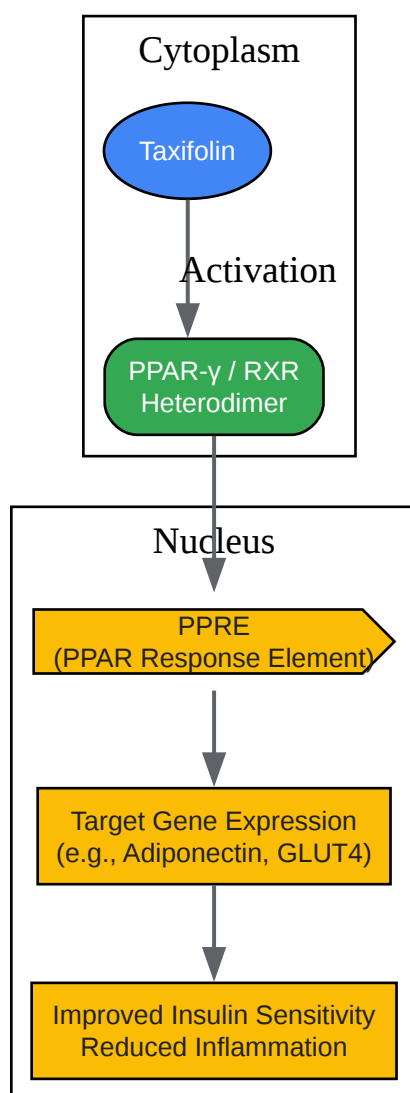 Cytoplasm
Taxifolin
Activation
PPAR-γ / RXR
Heterodimer
Nucleus
PPRE
(PPAR Response Element)
Target Gene Expression
(e.g., Adiponectin, GLUT4)
Improved Insulin Sensitivity
Reduced Inflammation